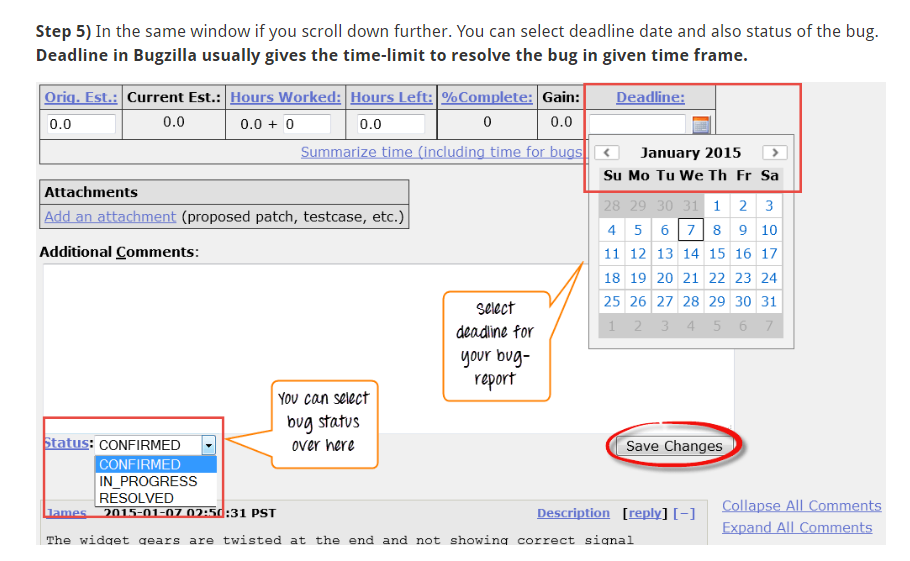 Step 5) In the same window if you scroll down further. You can select deadline date and also status of the bug.
Deadline in Bugzilla usually gives the time-limit to resolve the bug in given time frame.
Orig. Est.: Current Est.: Hours Worked: Hours Left: %Complete: Gain: Deadline:
0.0 0.0 0.0 + 0 0.0 0 0.0
Summarize time (including time for bugs
January 2015
Su Mo Tu We Th Fr Sa
28 29 30 31 1 2 3
4 5 6 7 8 9 10
11 12 13 14 15 16 17
18 19 20 21 22 23 24
25 26 27 28 29 30 31
1 2 3 4 5 6 7
Attachments
Add an attachment (proposed patch, testcase, etc.)
Additional Comments:
select
deadline for
your bug-
report
You can select
bug status
over here
Status: CONFIRMED
CONFIRMED
IN_PROGRESS
RESOLVED
Save Changes
James 2015-01-07 02:50:31 PST
Description [reply] [−]
Collapse All Comments
Expand All Comments
The widget gears are twisted at the end and not showing correct signal